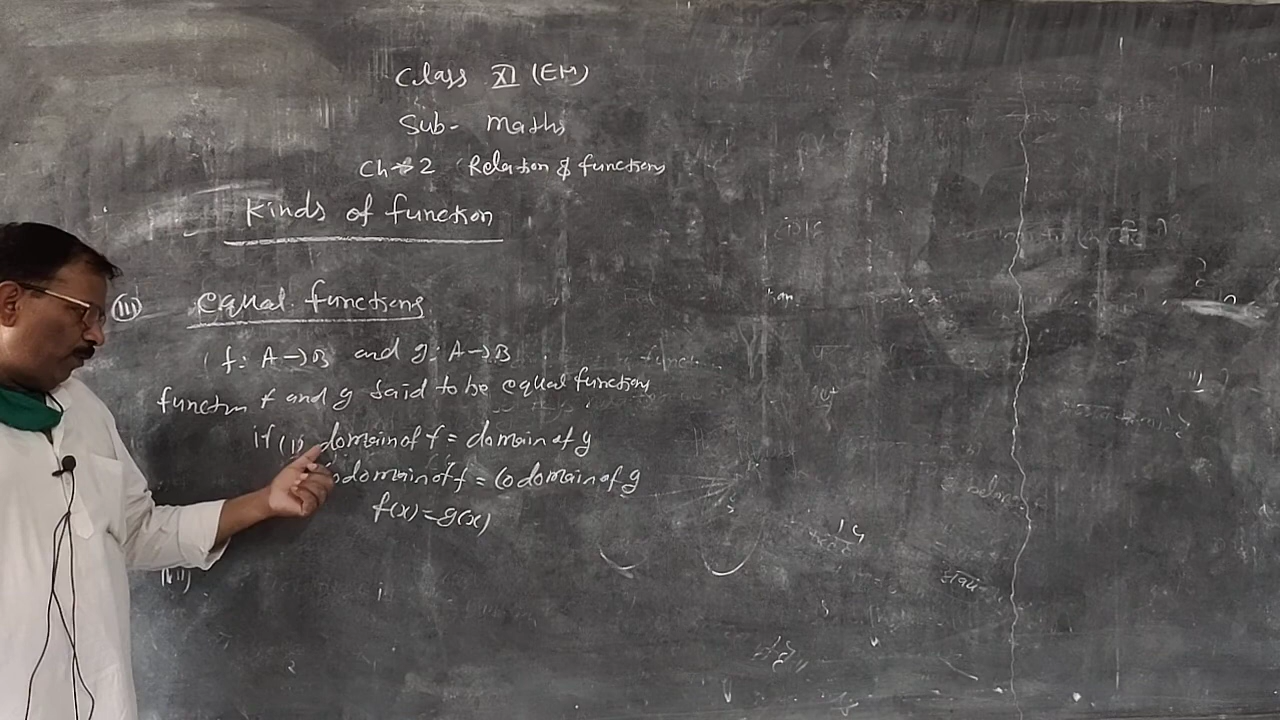 Class XI (EM)
Sub- Maths
Ch→2 Relation & functions
Kinds of function
(iii) equal functions
f: A→B and g: A→B
function f and g said to be equal functions
if (i) domain of f = domain of g
codomain of f = Codomain of g
f(x)=g(x)